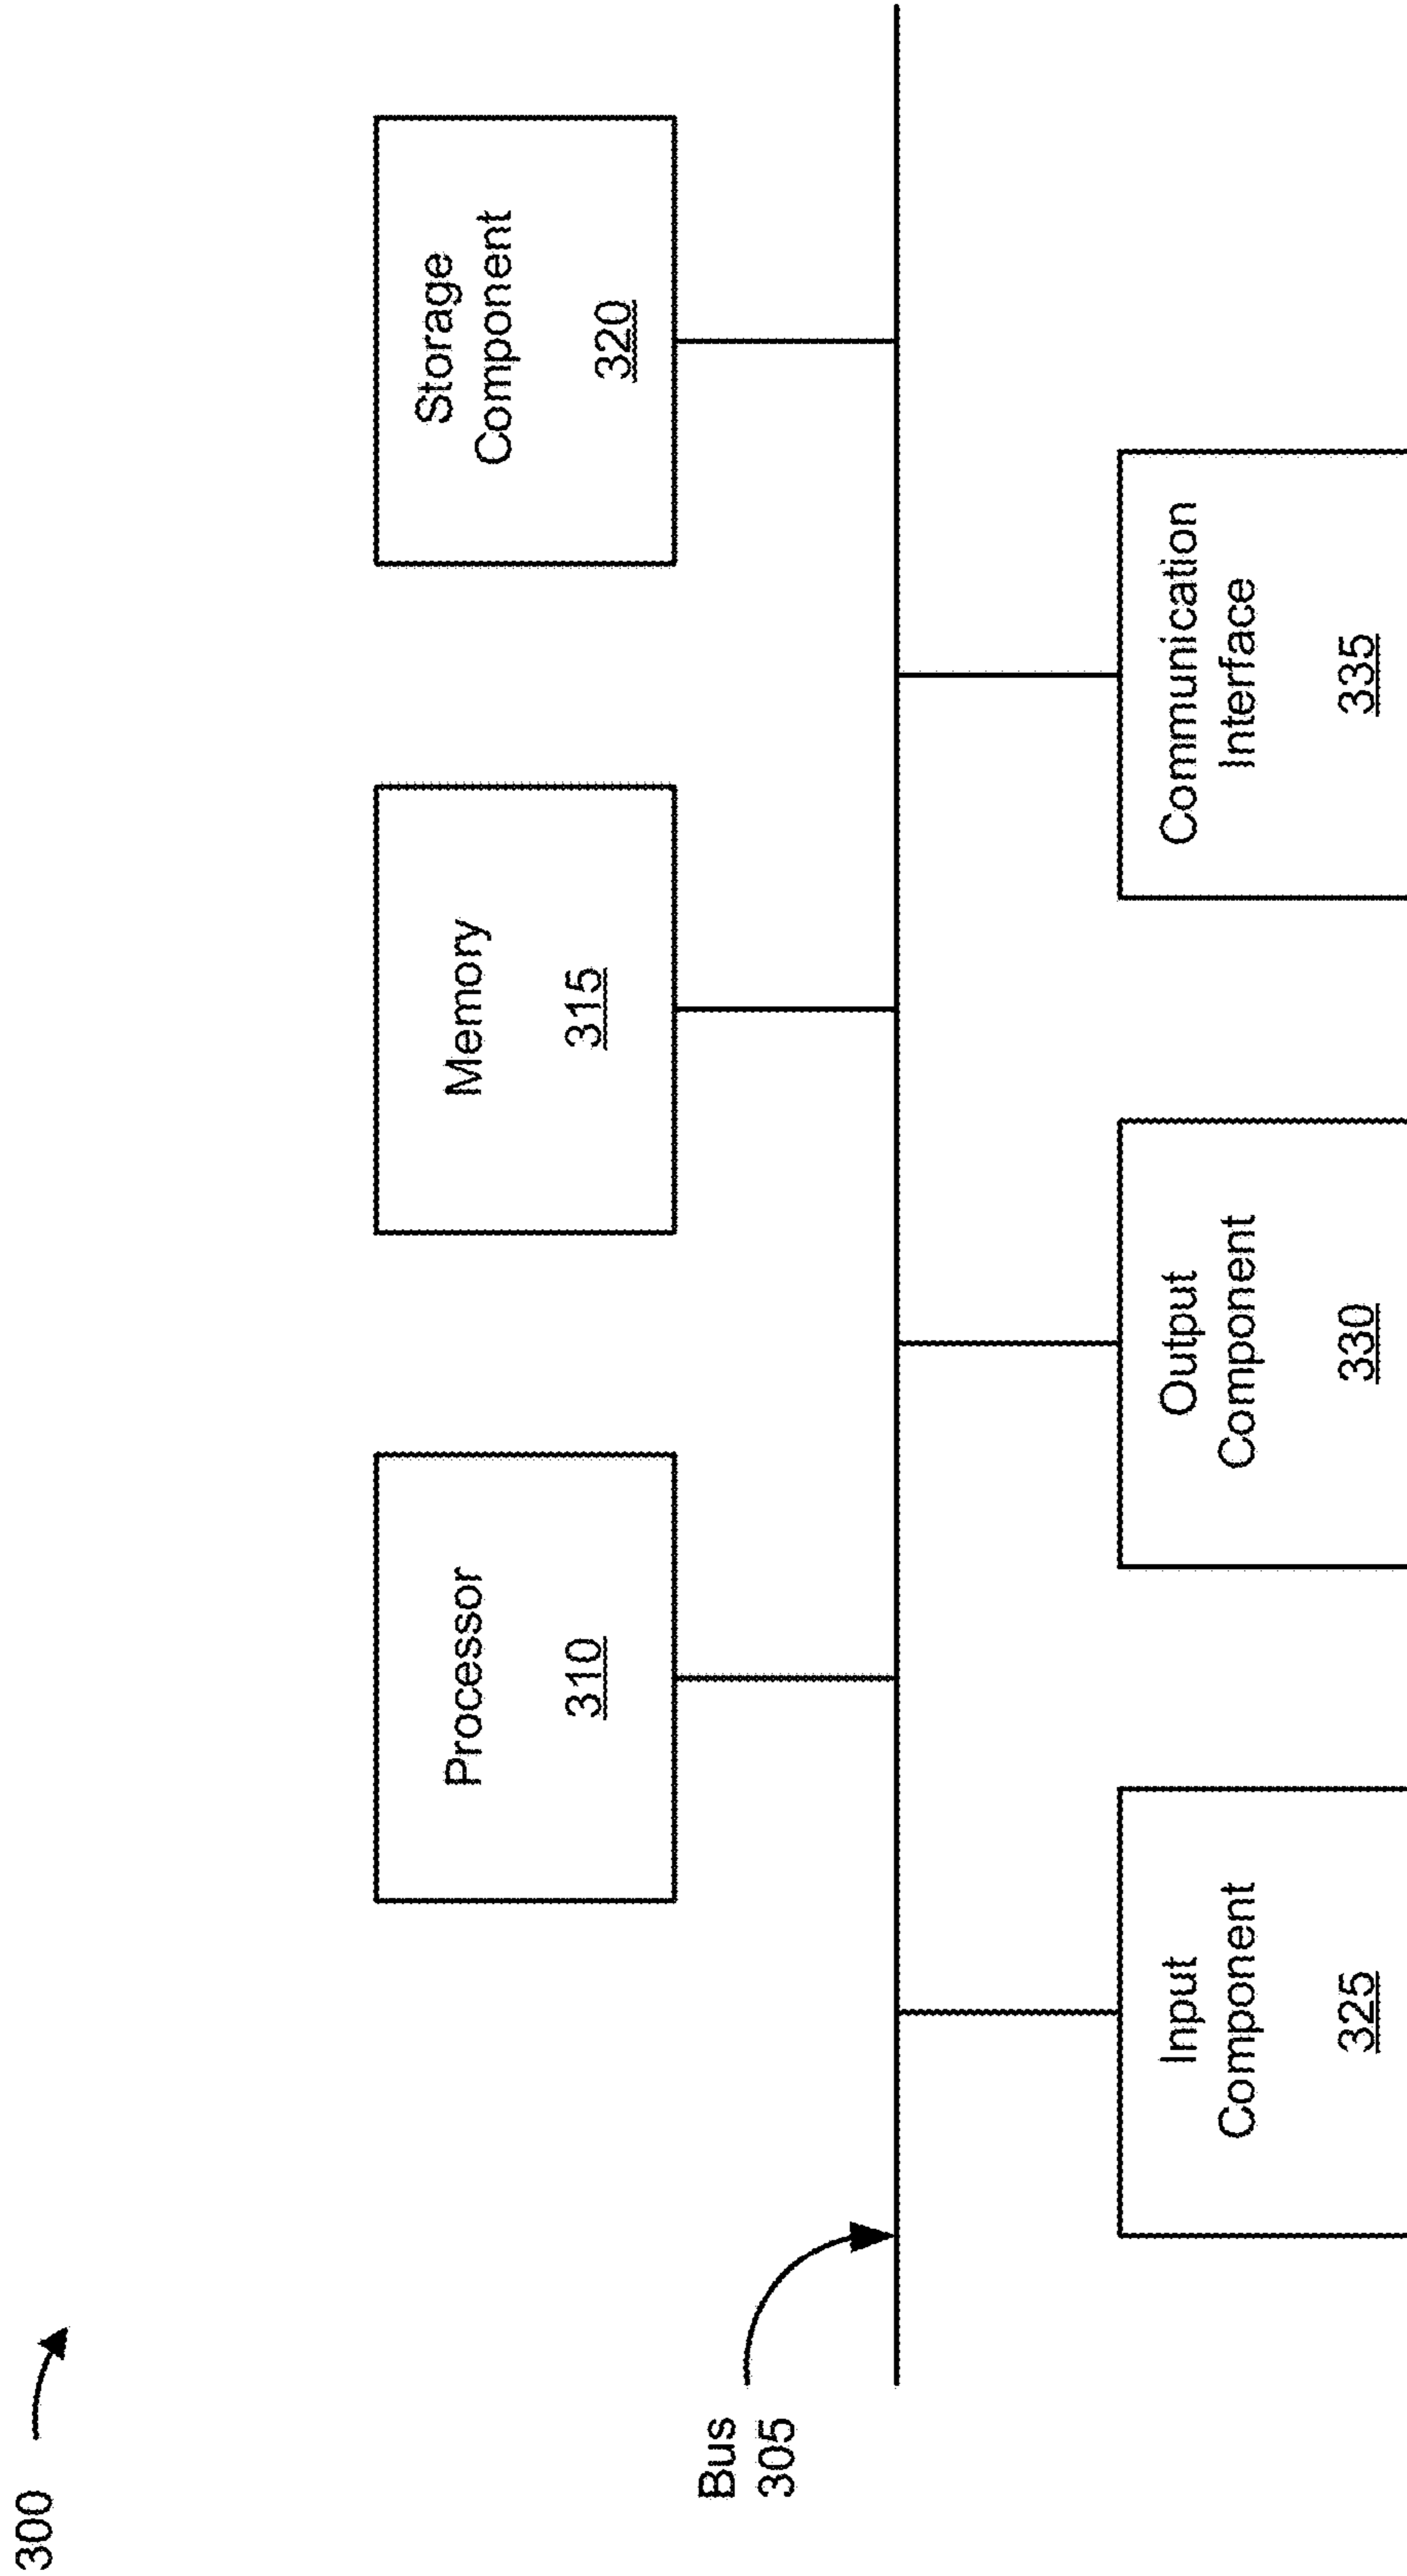 300
Processor
310
Memory
315
Storage
Component
320
Bus
305
Input
Component
325
Output
Component
330
Communication
Interface
335